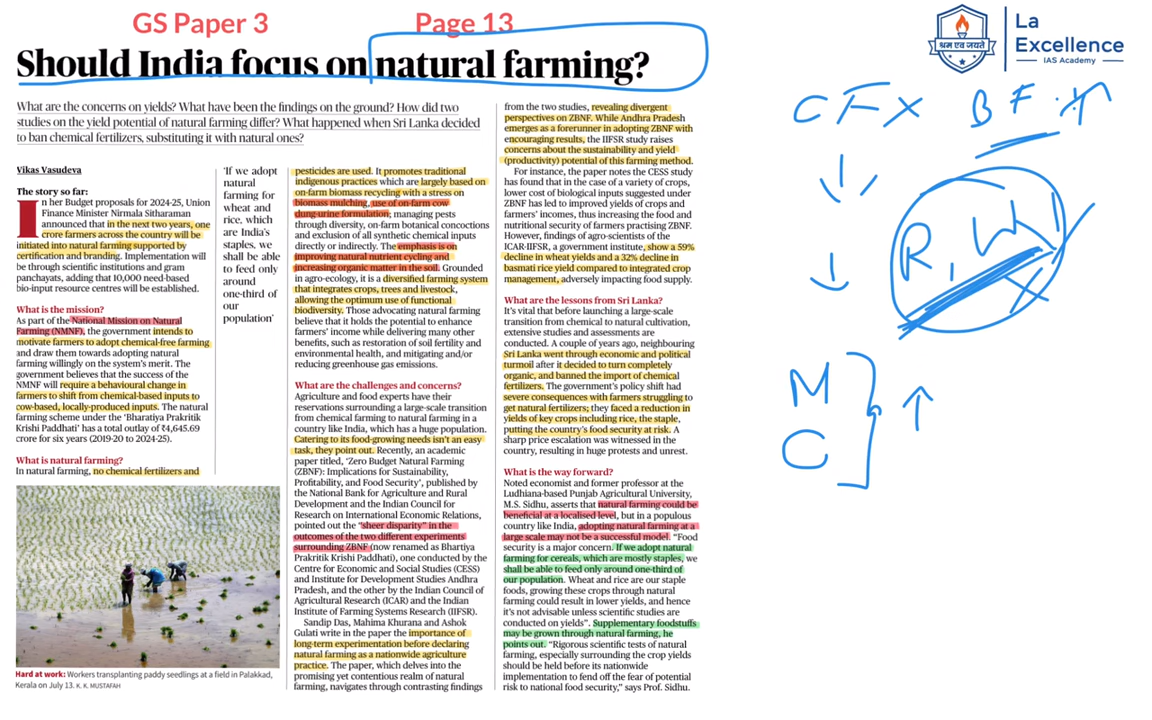 GS Paper 3
Page 13
Should India focus on natural farming?
What are the concerns on yields? What have been the findings on the ground? How did two
studies on the yield potential of natural farming differ? What happened when Sri Lanka decided
to ban chemical fertilizers, substituting it with natural ones?
Vikas Vasudeva
The story so far:
In her Budget proposals for 2024-25, Union
Finance Minister Nirmala Sitharaman
announced that in the next two years, one
crore farmers across the country will be
initiated into natural farming supported by
certification and branding. Implementation will
be through scientific institutions and gram
panchayats, adding that 10,000 need-based
bio-input resource centres will be established.
What is the mission?
As part of the National Mission on Natural
Farming (NMNF), the government intends to
motivate farmers to adopt chemical-free farming
and draw them towards adopting natural
farming willingly on the system's merit. The
government believes that the success of the
NMNF will require a behavioural change in
farmers to shift from chemical-based inputs to
cow-based, locally-produced inputs. The natural
farming scheme under the 'Bharatiya Prakritik
Krishi Paddhati' has a total outlay of ₹4,645.69
crore for six years (2019-20 to 2024-25).
What is natural farming?
In natural farming, no chemical fertilizers and
'If we adopt
natural
farming for
wheat and
rice, which
are India's
staples, we
shall be able
to feed only
around
one-third of
our
population'
pesticides are used. It promotes traditional
indigenous practices which are largely based on
on-farm biomass recycling with a stress on
biomass mulching, use of on-farm cow
dung-urine formulation; managing pests
through diversity, on-farm botanical concoctions
and exclusion of all synthetic chemical inputs
directly or indirectly. The emphasis is on
improving natural nutrient cycling and
increasing organic matter in the soil. Grounded
in agro-ecology, it is a diversified farming system
that integrates crops, trees and livestock,
allowing the optimum use of functional
biodiversity. Those advocating natural farming
believe that it holds the potential to enhance
farmers' income while delivering many other
benefits, such as restoration of soil fertility and
environmental health, and mitigating and/or
reducing greenhouse gas emissions.
What are the challenges and concerns?
Agriculture and food experts have their
reservations surrounding a large-scale transition
from chemical farming to natural farming in a
country like India, which has a huge population.
Catering to its food-growing needs isn't an easy
task, they point out. Recently, an academic
paper titled, 'Zero Budget Natural Farming
(ZBNF): Implications for Sustainability,
Profitability, and Food Security', published by
the National Bank for Agriculture and Rural
Development and the Indian Council for
Research on International Economic Relations,
pointed out the "sheer disparity" in the
outcomes of the two different experiments
surrounding ZBNF (now renamed as Bhartiya
Prakritik Krishi Paddhati), one conducted by the
Centre for Economic and Social Studies (CESS)
and Institute for Development Studies Andhra
Pradesh, and the other by the Indian Council of
Agricultural Research (ICAR) and the Indian
Institute of Farming Systems Research (IIFSR).
Sandip Das, Mahima Khurana and Ashok
Gulati write in the paper the importance of
long-term experimentation before declaring
natural farming as a nationwide agriculture
practice. The paper, which delves into the
promising yet contentious realm of natural
farming, navigates through contrasting findings
from the two studies, revealing divergent
perspectives on ZBNF. While Andhra Pradesh
emerges as a forerunner in adopting ZBNF with
encouraging results, the IIFSR study raises
concerns about the sustainability and yield
(productivity) potential of this farming method.
For instance, the paper notes the CESS study
has found that in the case of a variety of crops,
lower cost of biological inputs suggested under
ZBNF has led to improved yields of crops and
farmers' incomes, thus increasing the food and
nutritional security of farmers practising ZBNF.
However, findings of agro-scientists of the
ICAR-IIFSR, a government institute, show a 59%
decline in wheat yields and a 32% decline in
basmati rice yield compared to integrated crop
management, adversely impacting food supply.
What are the lessons from Sri Lanka?
It's vital that before launching a large-scale
transition from chemical to natural cultivation,
extensive studies and assessments are
conducted. A couple of years ago, neighbouring
Sri Lanka went through economic and political
turmoil after it decided to turn completely
organic, and banned the import of chemical
fertilizers. The government's policy shift had
severe consequences with farmers struggling to
get natural fertilizers; they faced a reduction in
yields of key crops including rice, the staple,
putting the country's food security at risk. A
sharp price escalation was witnessed in the
country, resulting in huge protests and unrest.
What is the way forward?
Noted economist and former professor at the
Ludhiana-based Punjab Agricultural University,
M.S. Sidhu, asserts that natural farming could be
beneficial at a localised level, but in a populous
country like India, adopting natural farming at a
large scale may not be a successful model. "Food
security is a major concern. If we adopt natural
farming for cereals, which are mostly staples, we
shall be able to feed only around one-third of
our population. Wheat and rice are our staple
foods, growing these crops through natural
farming could result in lower yields, and hence
it's not advisable unless scientific studies are
conducted on yields". Supplementary foodstuffs
may be grown through natural farming, he
points out. "Rigorous scientific tests of natural
farming, especially surrounding the crop yields
should be held before its nationwide
implementation to fend off the fear of potential
risk to national food security," says Prof. Sidhu.
Hard at work: Workers transplanting paddy seedlings at a field in Palakkad,
Kerala on July 13. K. K. MUSTAFAH
श्रम एव जयते
La
Excellence
IAS Academy
CFX BF
R, Wh
M
C